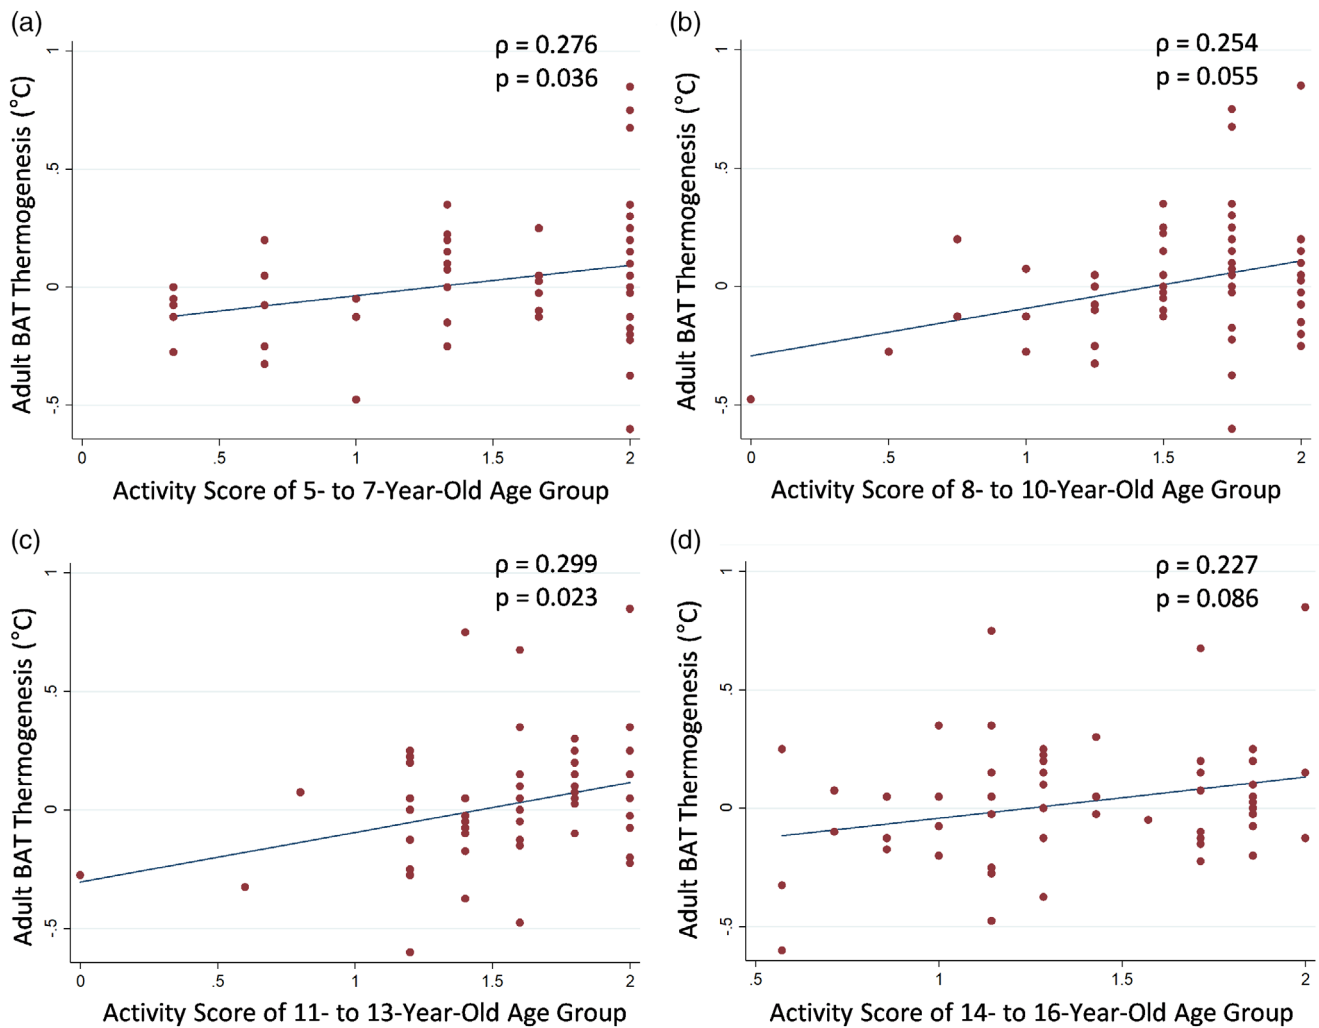 (a)
ρ = 0.276
p = 0.036
Adult BAT Thermogenesis (°C)
1
.5
0
-.5
0 .5 1 1.5 2
Activity Score of 5- to 7-Year-Old Age Group
(b)
ρ = 0.254
p = 0.055
Adult BAT Thermogenesis (°C)
1
.5
0
-.5
0 .5 1 1.5 2
Activity Score of 8- to 10-Year-Old Age Group
(c)
ρ = 0.299
p = 0.023
Adult BAT Thermogenesis (°C)
1
.5
0
-.5
0 .5 1 1.5 2
Activity Score of 11- to 13-Year-Old Age Group
(d)
ρ = 0.227
p = 0.086
Adult BAT Thermogenesis (°C)
1
.5
0
-.5
.5 1 1.5 2
Activity Score of 14- to 16-Year-Old Age Group